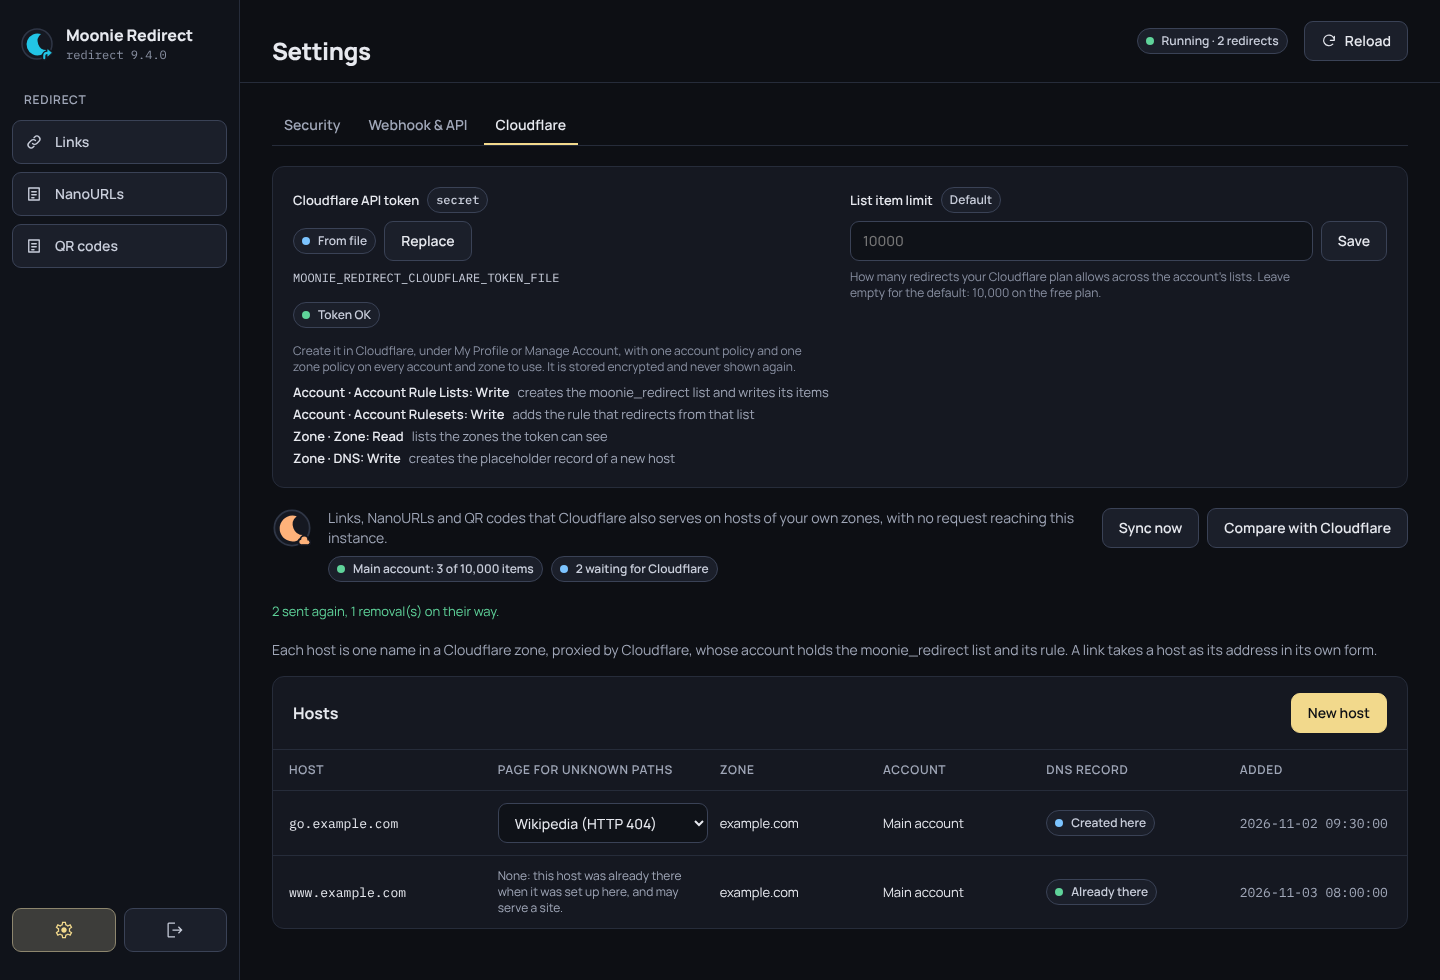 Moonie Redirect
redirect 9.4.0
REDIRECT
Links
NanoURLs
QR codes
Settings
Running · 2 redirects
Reload
Security
Webhook & API
Cloudflare
Cloudflare API token
secret
From file
Replace
MOONIE_REDIRECT_CLOUDFLARE_TOKEN_FILE
Token OK
Create it in Cloudflare, under My Profile or Manage Account, with one account policy and one
zone policy on every account and zone to use. It is stored encrypted and never shown again.
Account · Account Rule Lists: Write creates the moonie_redirect list and writes its items
Account · Account Rulesets: Write adds the rule that redirects from that list
Zone · Zone: Read lists the zones the token can see
Zone · DNS: Write creates the placeholder record of a new host
List item limit
Default
10000
Save
How many redirects your Cloudflare plan allows across the account's lists. Leave
empty for the default: 10,000 on the free plan.
Links, NanoURLs and QR codes that Cloudflare also serves on hosts of your own zones, with no request reaching this
instance.
Main account: 3 of 10,000 items
2 waiting for Cloudflare
Sync now
Compare with Cloudflare
2 sent again, 1 removal(s) on their way.
Each host is one name in a Cloudflare zone, proxied by Cloudflare, whose account holds the moonie_redirect list and its rule. A link takes a host as its address in its own form.
Hosts
New host
HOST PAGE FOR UNKNOWN PATHS ZONE ACCOUNT DNS RECORD ADDED
go.example.com Wikipedia (HTTP 404) example.com Main account Created here 2026-11-02 09:30:00
www.example.com None: this host was already there
when it was set up here, and may
serve a site.
example.com Main account Already there 2026-11-03 08:00:00